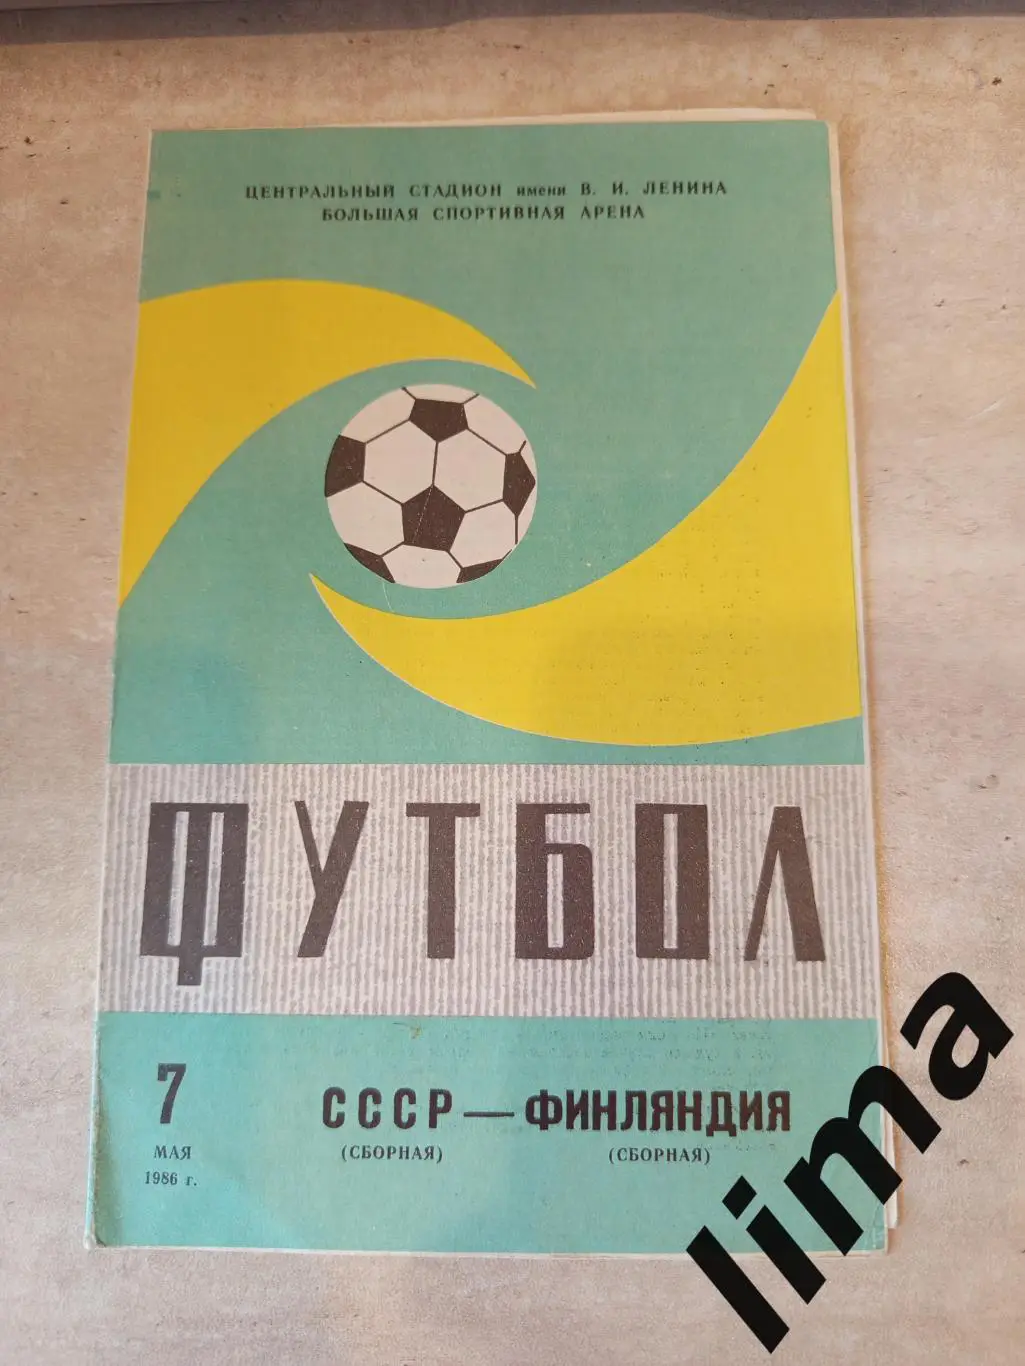 ЦЕНТРАЛЬНЫЙ СТАДИОН имени В. И. ЛЕНИНА
БОЛЬШАЯ СПОРТИВНАЯ АРЕНА
ФУТБОЛ
7
МАЯ
1986 г.
СССР — ФИНЛЯНДИЯ
(СБОРНАЯ) (СБОРНАЯ)
lima